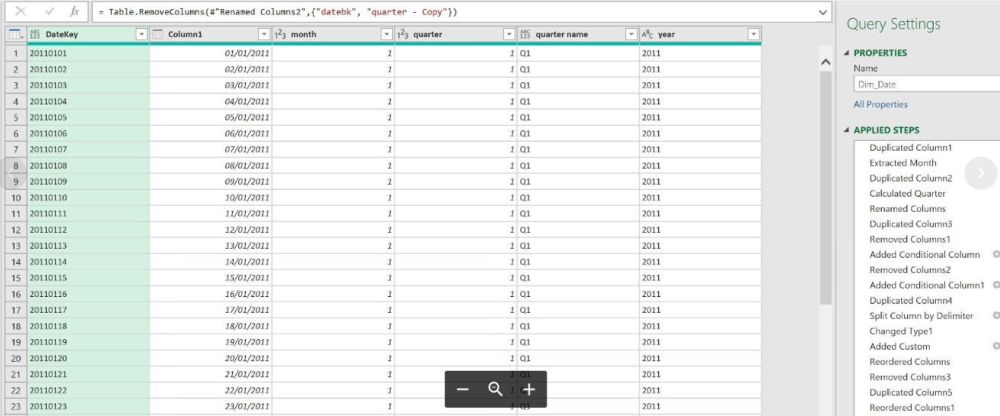 fx = Table.RemoveColumns(#"Renamed Columns2",{"datebk", "quarter - Copy"})
ABC 123 DateKey Column1 123 month 123 quarter ABC 123 quarter name ABC year
1 20110101 01/01/2011 1 1 Q1 2011
2 20110102 02/01/2011 1 1 Q1 2011
3 20110103 03/01/2011 1 1 Q1 2011
4 20110104 04/01/2011 1 1 Q1 2011
5 20110105 05/01/2011 1 1 Q1 2011
6 20110106 06/01/2011 1 1 Q1 2011
7 20110107 07/01/2011 1 1 Q1 2011
8 20110108 08/01/2011 1 1 Q1 2011
9 20110109 09/01/2011 1 1 Q1 2011
10 20110110 10/01/2011 1 1 Q1 2011
11 20110111 11/01/2011 1 1 Q1 2011
12 20110112 12/01/2011 1 1 Q1 2011
13 20110113 13/01/2011 1 1 Q1 2011
14 20110114 14/01/2011 1 1 Q1 2011
15 20110115 15/01/2011 1 1 Q1 2011
16 20110116 16/01/2011 1 1 Q1 2011
17 20110117 17/01/2011 1 1 Q1 2011
18 20110118 18/01/2011 1 1 Q1 2011
19 20110119 19/01/2011 1 1 Q1 2011
20 20110120 20/01/2011 1 1 Q1 2011
21 20110121 21/01/2011 1 1 Q1 2011
22 20110122 22/01/2011 1 1 2011
23 20110123 23/01/2011 1 1 Q1 2011
Query Settings
PROPERTIES
Name
Dim_Date
All Properties
APPLIED STEPS
Duplicated Column1
Extracted Month
Duplicated Column2
Calculated Quarter
Renamed Columns
Duplicated Column3
Removed Columns1
Added Conditional Column
Removed Columns2
Added Conditional Column1
Duplicated Column4
Split Column by Delimiter
Changed Type1
Added Custom
Reordered Columns
Removed Columns3
Duplicated Column5
Reordered Columns1